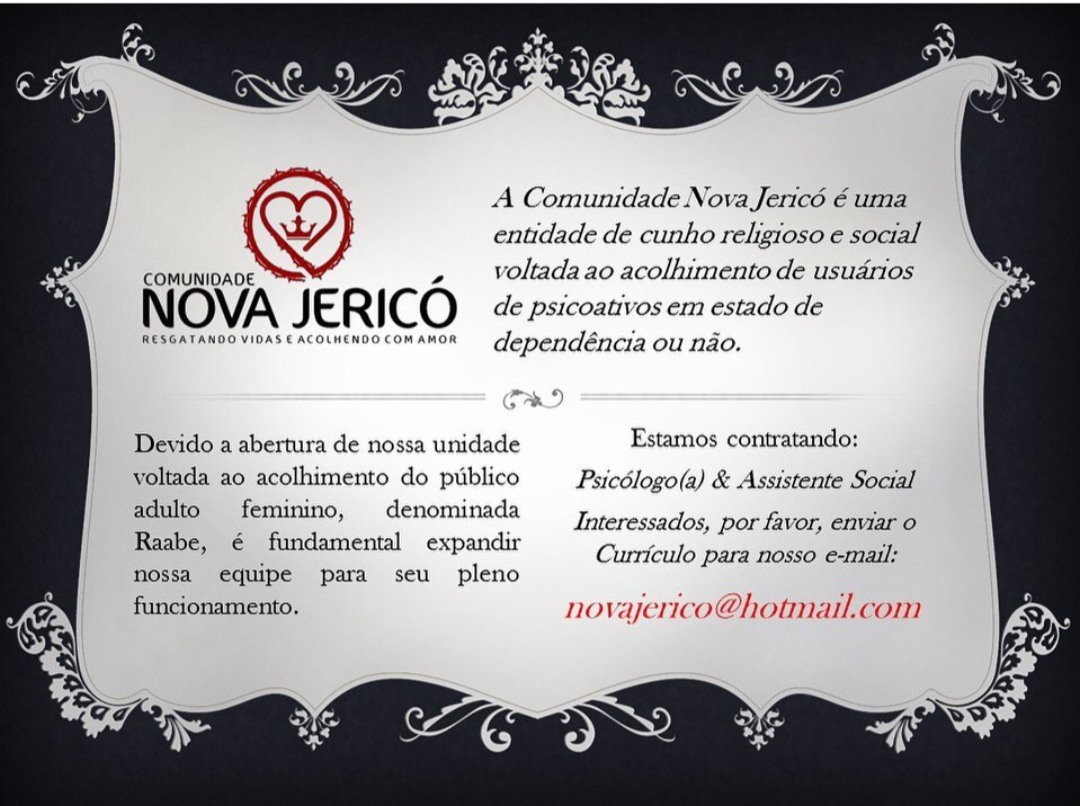 COMUNIDADE
NOVA JERICÓ
RESGATANDO VIDAS E ACOLHENDO COM AMOR
A Comunidade Nova Jericó é uma
entidade de cunho religioso e social
voltada ao acolhimento de usuários
de psicoativos em estado de
dependência ou não.
Devido a abertura de nossa unidade
voltada ao acolhimento do público
adulto feminino, denominada
Raabe, é fundamental expandir
nossa equipe para seu pleno
funcionamento.
Estamos contratando:
Psicólogo(a) & Assistente Social
Interessados, por favor, enviar o
Currículo para nosso e-mail:
novajerico@hotmail.com